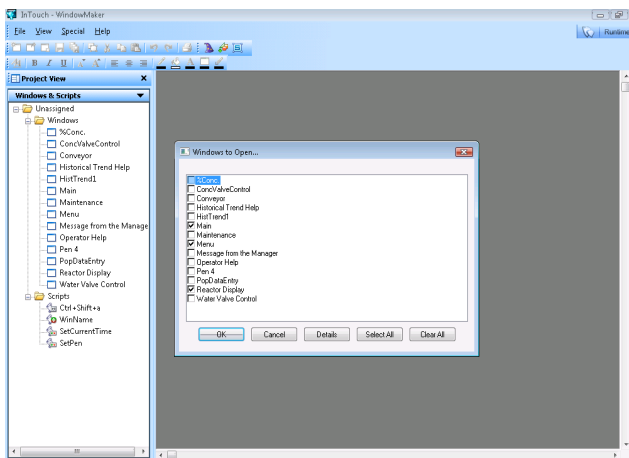 InTouch - WindowMaker
File View Special Help
Runtime
Project View
Windows & Scripts
Unassigned
Windows
%Conc.
ConcValveControl
Conveyor
Historical Trend Help
HistTrend1
Main
Maintenance
Menu
Message from the Manage
Operator Help
Pen 4
PopDataEntry
Reactor Display
Water Valve Control
Scripts
Ctrl+Shift+a
WinName
SetCurrentTime
SetPen
Windows to Open...
%Conc.
ConcValveControl
Conveyor
Historical Trend Help
HistTrend1
Main
Maintenance
Menu
Message from the Manager
Operator Help
Pen 4
PopDataEntry
Reactor Display
Water Valve Control
OK Cancel Details Select All Clear All